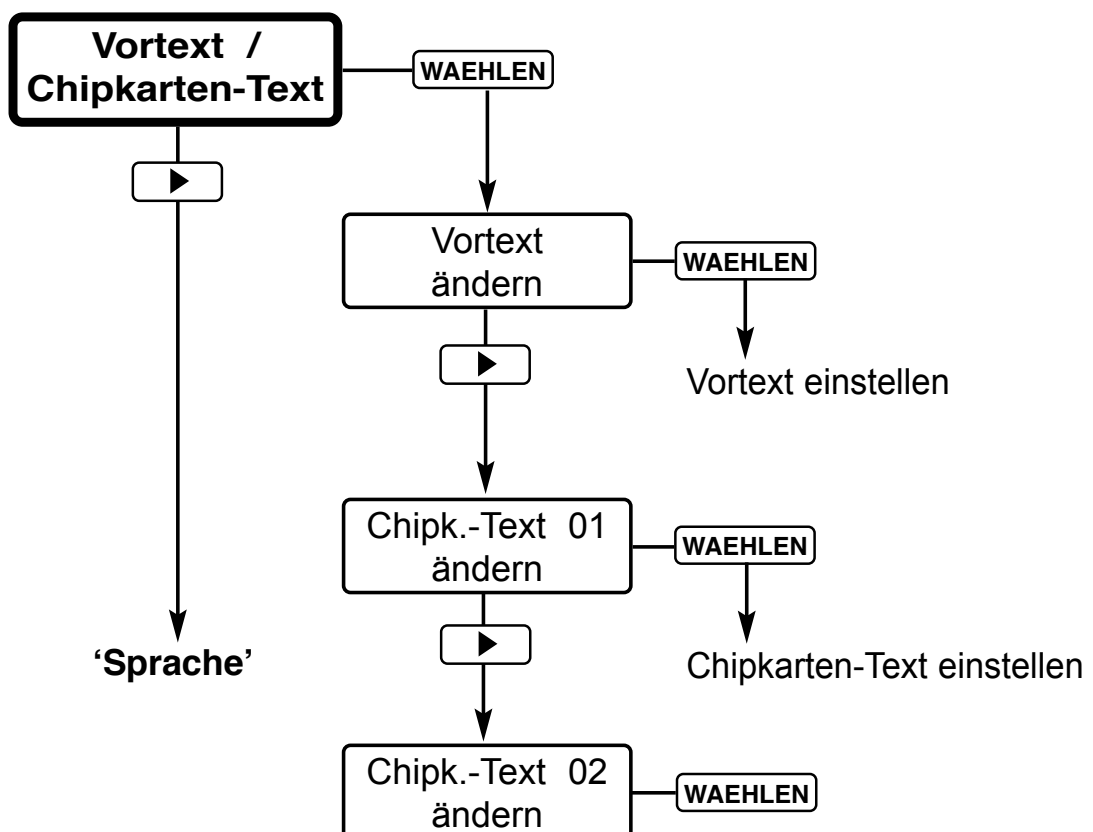 Vortext /
Chipkarten-Text
WAEHLEN
Vortext
ändern
WAEHLEN
Vortext einstellen
Chipk.-Text 01
ändern
WAEHLEN
‘Sprache’
Chipkarten-Text einstellen
Chipk.-Text 02
ändern
WAEHLEN